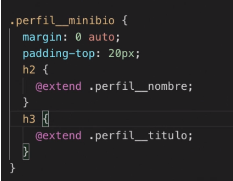 .perfil__minibio {
  margin: 0 auto;
  padding-top: 20px;
  h2 {
    @extend .perfil__nombre;
  }
  h3 {
    @extend .perfil__titulo;
  }
}